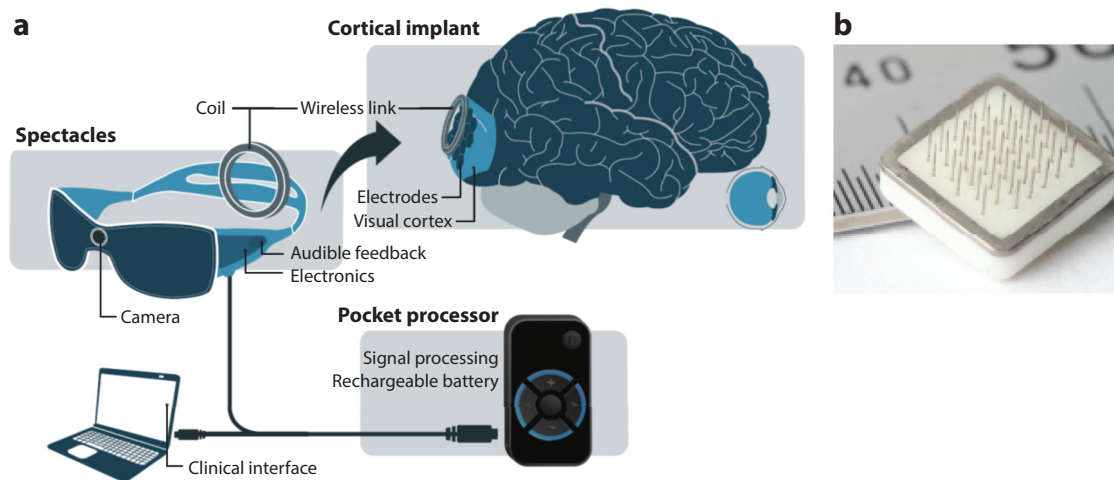 a
Cortical implant
Coil
Wireless link
Spectacles
Electrodes
Visual cortex
Audible feedback
Electronics
Camera
Pocket processor
Signal processing
Rechargeable battery
Clinical interface
b
40